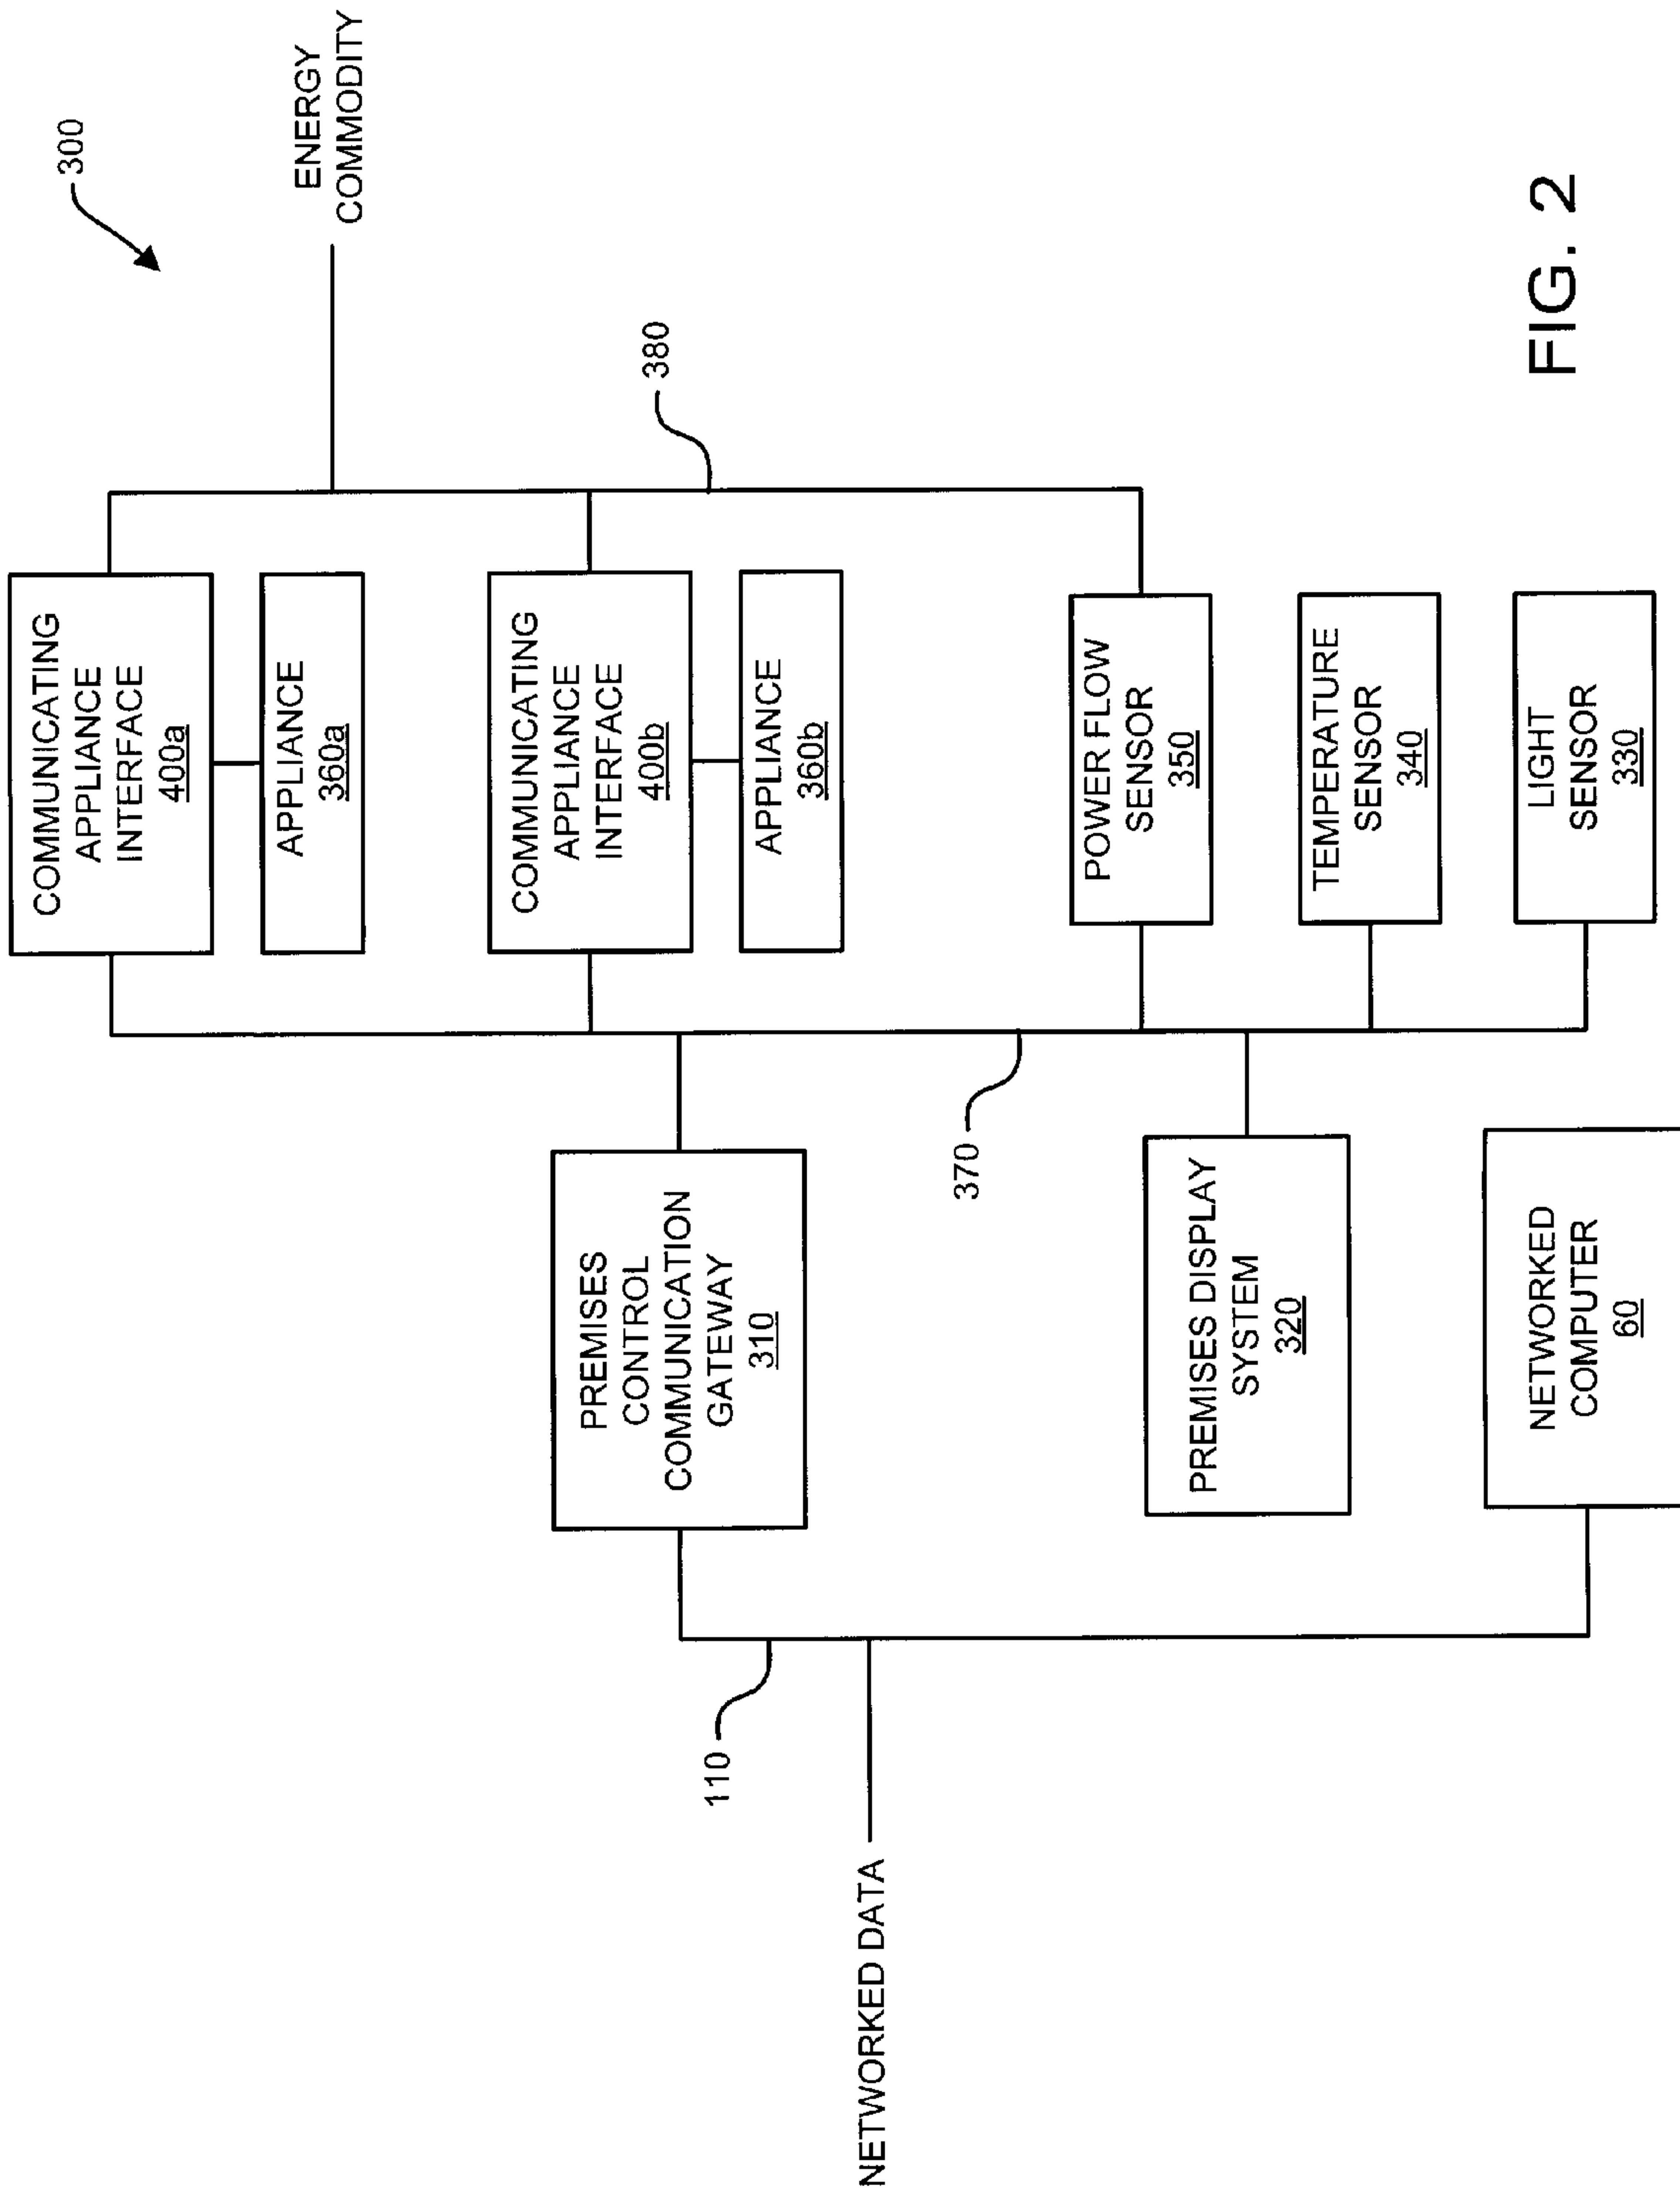 300
ENERGY
COMMODITY
COMMUNICATING
APPLIANCE
INTERFACE
400a
APPLIANCE
360a
380
COMMUNICATING
APPLIANCE
INTERFACE
400b
APPLIANCE
360b
POWER FLOW
SENSOR
350
TEMPERATURE
SENSOR
340
LIGHT
SENSOR
330
PREMISES
CONTROL
COMMUNICATION
GATEWAY
310
370
PREMISES DISPLAY
SYSTEM
320
NETWORKED
COMPUTER
60
110
NETWORKED DATA
FIG. 2